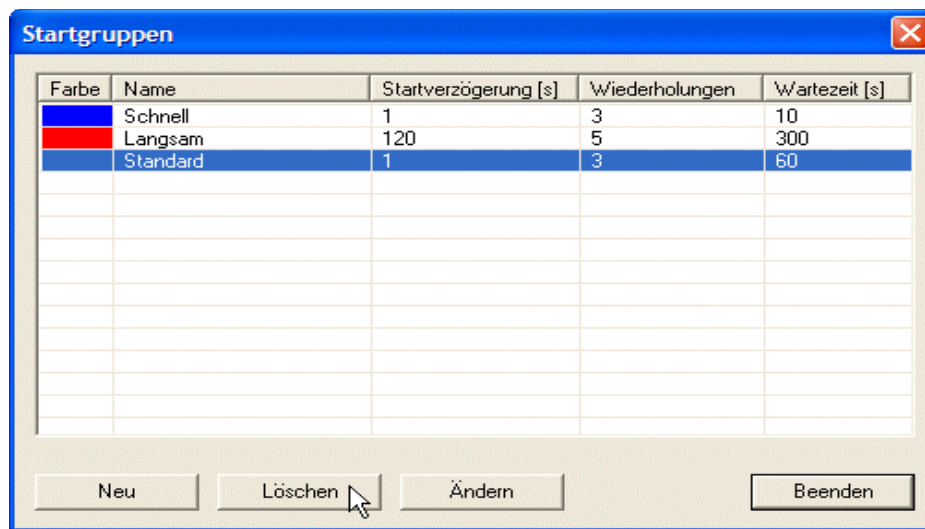 Startgruppen
Farbe Name Startverzögerung [s] Wiederholungen Wartezeit [s]
Schnell 1 3 10
Langsam 120 5 300
Standard 1 3 60
Neu Löschen Ändern Beenden